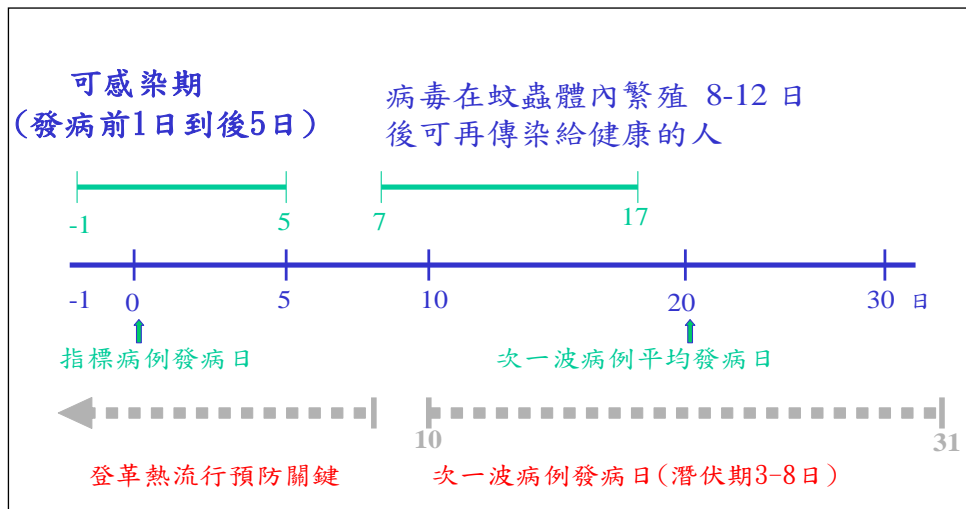 可感染期
(發病前1日到後5日)
病毒在蚊蟲體內繁殖 8-12 日
後可再傳染給健康的人
-1 5 7 17
-1 0 5 10 20 30 日
指標病例發病日 次一波病例平均發病日
10 31
登革熱流行預防關鍵 次一波病例發病日(潛伏期3-8日)